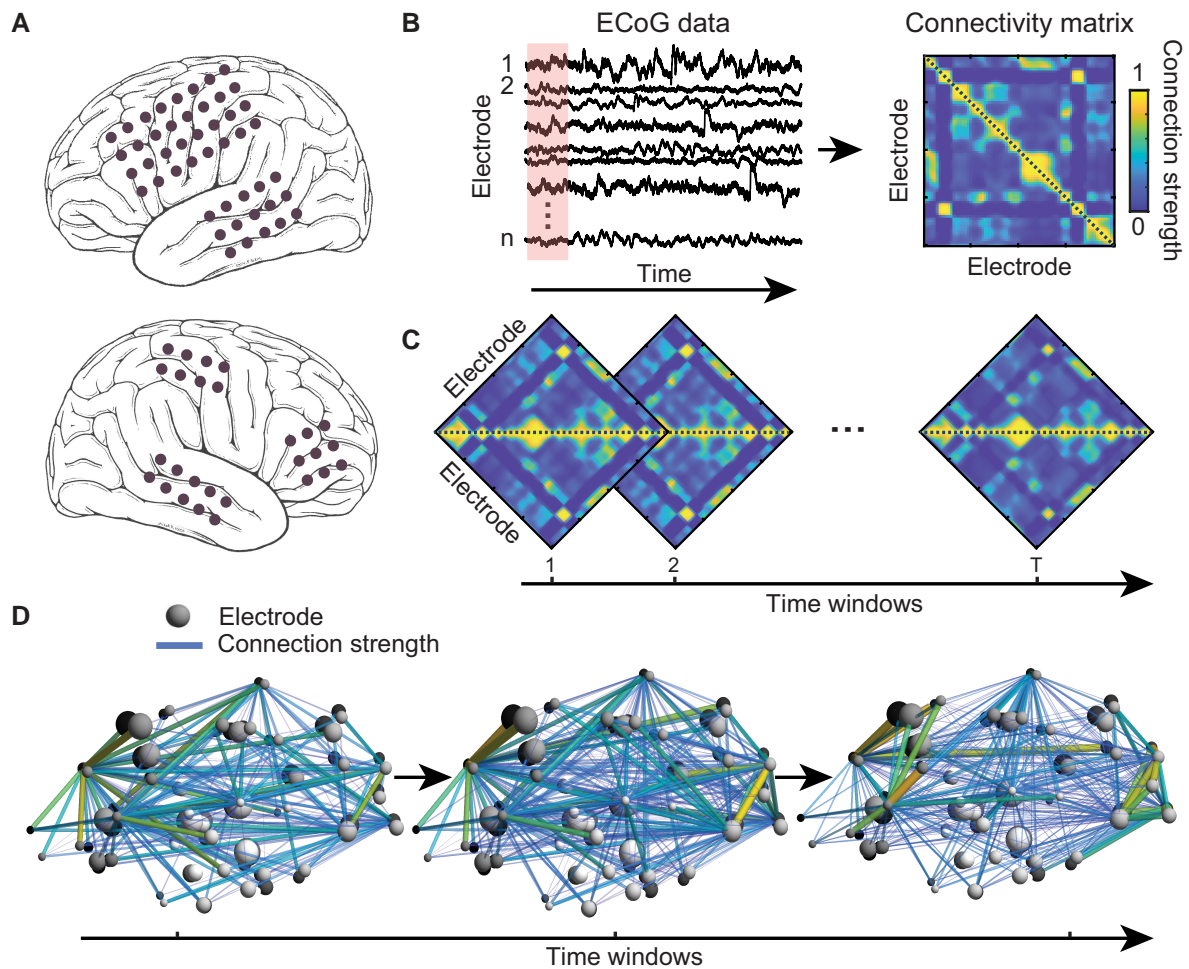 A
B
ECoG data
Connectivity matrix
1
2
n
Electrode
Time
Electrode
Electrode
1
0
Connection strength
C
Electrode
Electrode
...
1
2
T
Time windows
D
Electrode
Connection strength
Time windows